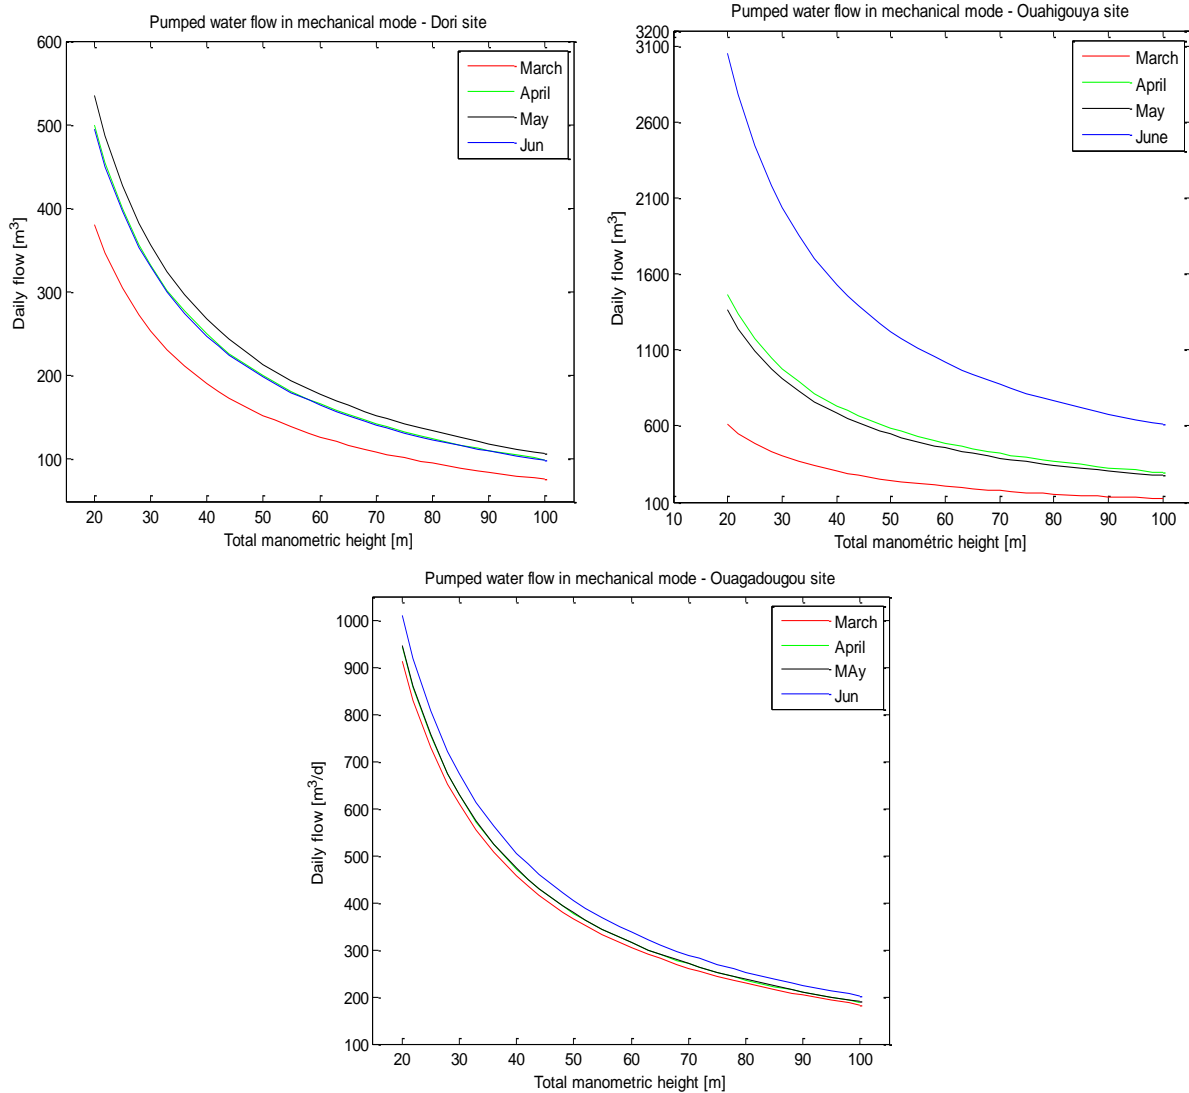 Pumped water flow in mechanical mode - Dori site
600
500
400
300
200
100
Daily flow [m³]
March
April
May
Jun
20 30 40 50 60 70 80 90 100
Total manometric height [m]
Pumped water flow in mechanical mode - Ouahigouya site
3200
3100
2600
2100
1600
1100
600
100
Daily flow [m³]
March
April
May
June
10 20 30 40 50 60 70 80 90 100
Total manométric height [m]
Pumped water flow in mechanical mode - Ouagadougou site
1000
900
800
700
600
500
400
300
200
100
Daily flow [m³/d]
March
April
MAy
Jun
20 30 40 50 60 70 80 90 100
Total manometric height [m]